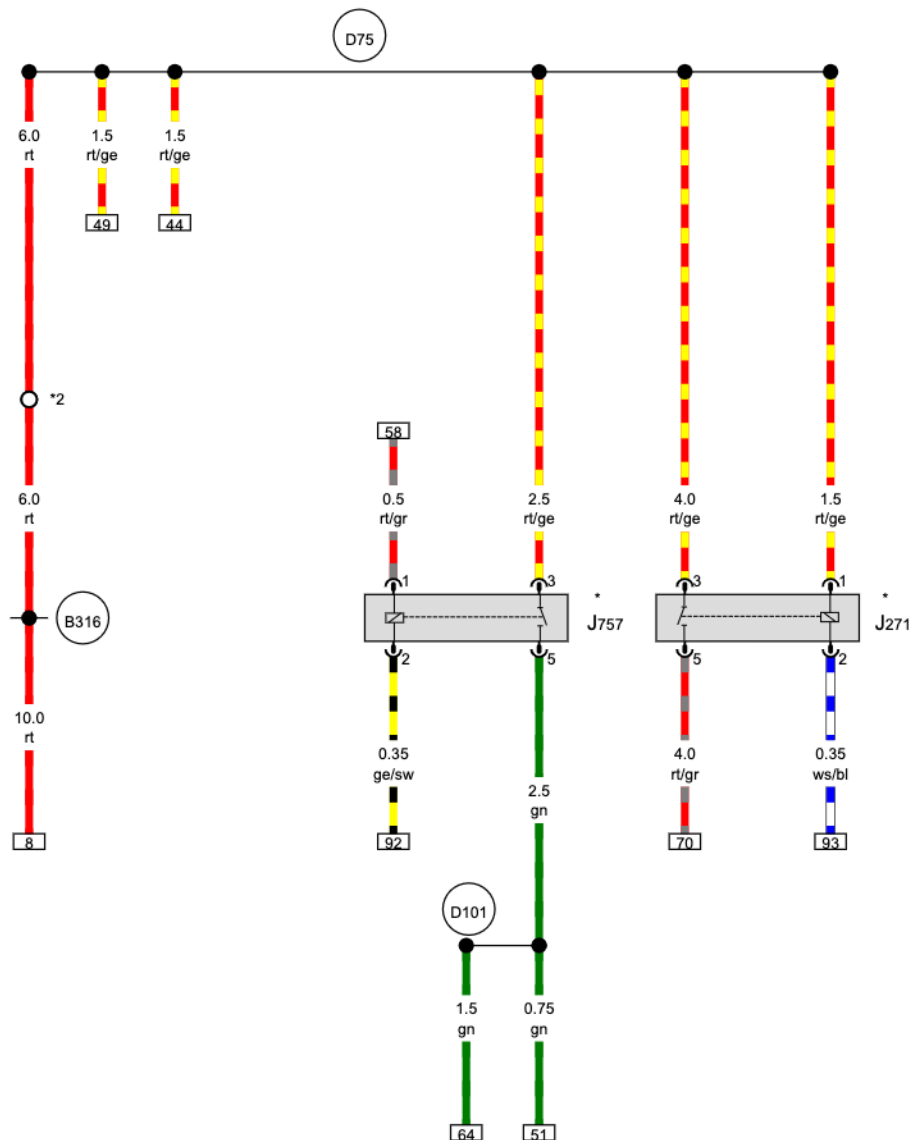 D75
6.0
rt
1.5
rt/ge
1.5
rt/ge
49
44
*2
58
6.0
rt
0.5
rt/gr
2.5
rt/ge
4.0
rt/ge
1.5
rt/ge
1
3
3
1
*
J757
*
J271
B316
2
5
5
2
10.0
rt
0.35
ge/sw
2.5
gn
4.0
rt/gr
0.35
ws/bl
8
92
70
93
D101
1.5
gn
0.75
gn
64
51